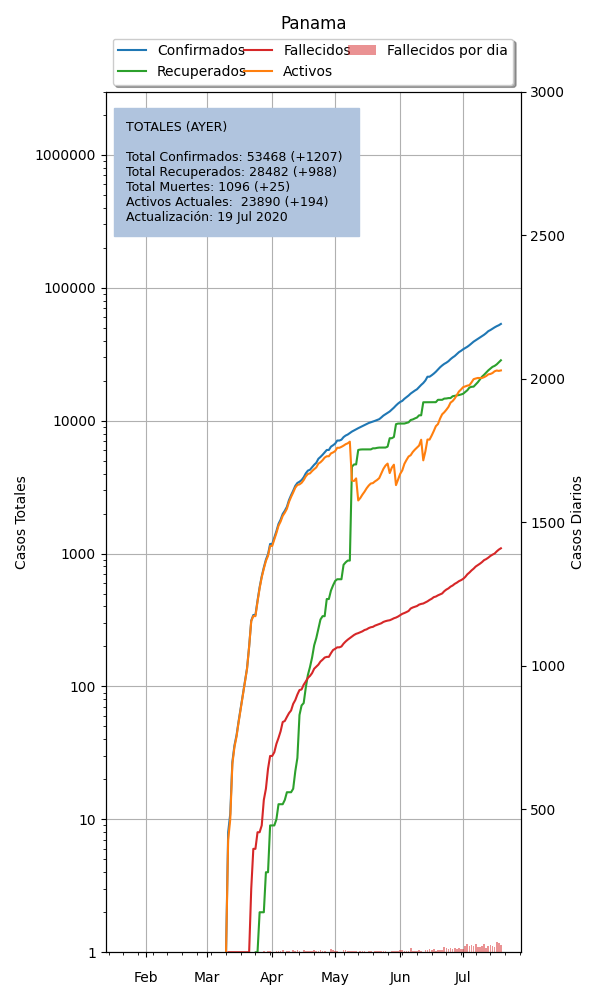 Panama
Confirmados
Recuperados
Fallecidos
Activos
Fallecidos por dia
TOTALES (AYER)
Total Confirmados: 53468 (+1207)
Total Recuperados: 28482 (+988)
Total Muertes: 1096 (+25)
Activos Actuales:  23890 (+194)
Actualización: 19 Jul 2020
Casos Totales
1000000
100000
10000
1000
100
10
1
Feb
Mar
Apr
May
Jun
Jul
3000
2500
2000
1500
1000
500
Casos Diarios